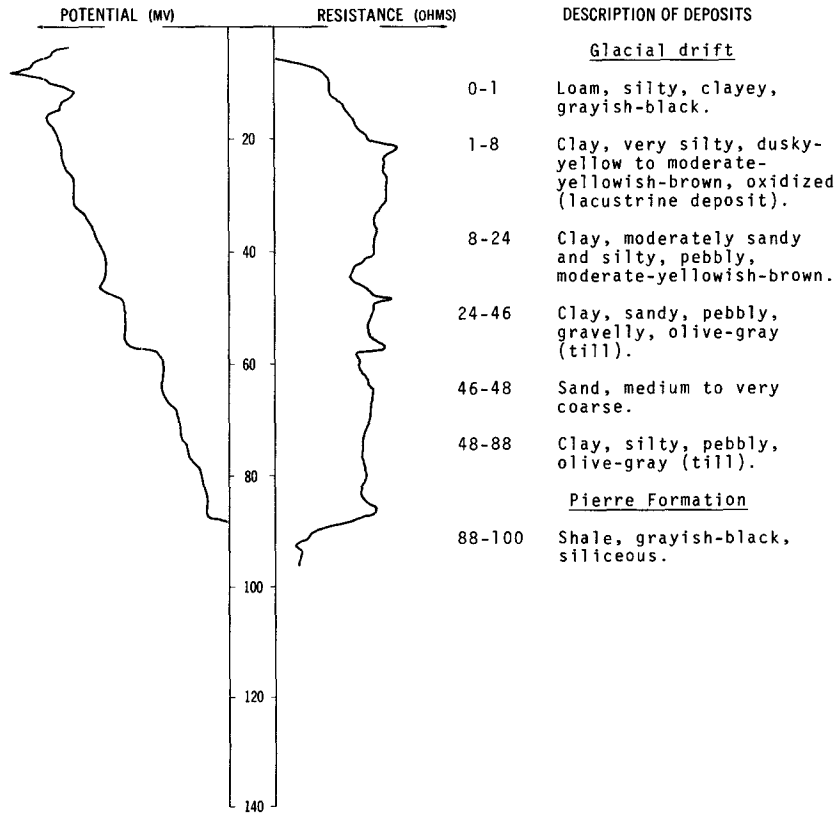 POTENTIAL (MV)
RESISTANCE (OHMS)
DESCRIPTION OF DEPOSITS
Glacial drift
0-1 Loam, silty, clayey,
grayish-black.
1-8 Clay, very silty, dusky-
yellow to moderate-
yellowish-brown, oxidized
(lacustrine deposit).
8-24 Clay, moderately sandy
and silty, pebbly,
moderate-yellowish-brown.
24-46 Clay, sandy, pebbly,
gravelly, olive-gray
(till).
46-48 Sand, medium to very
coarse.
48-88 Clay, silty, pebbly,
olive-gray (till).
Pierre Formation
88-100 Shale, grayish-black,
siliceous.
20
40
60
80
100
120
140